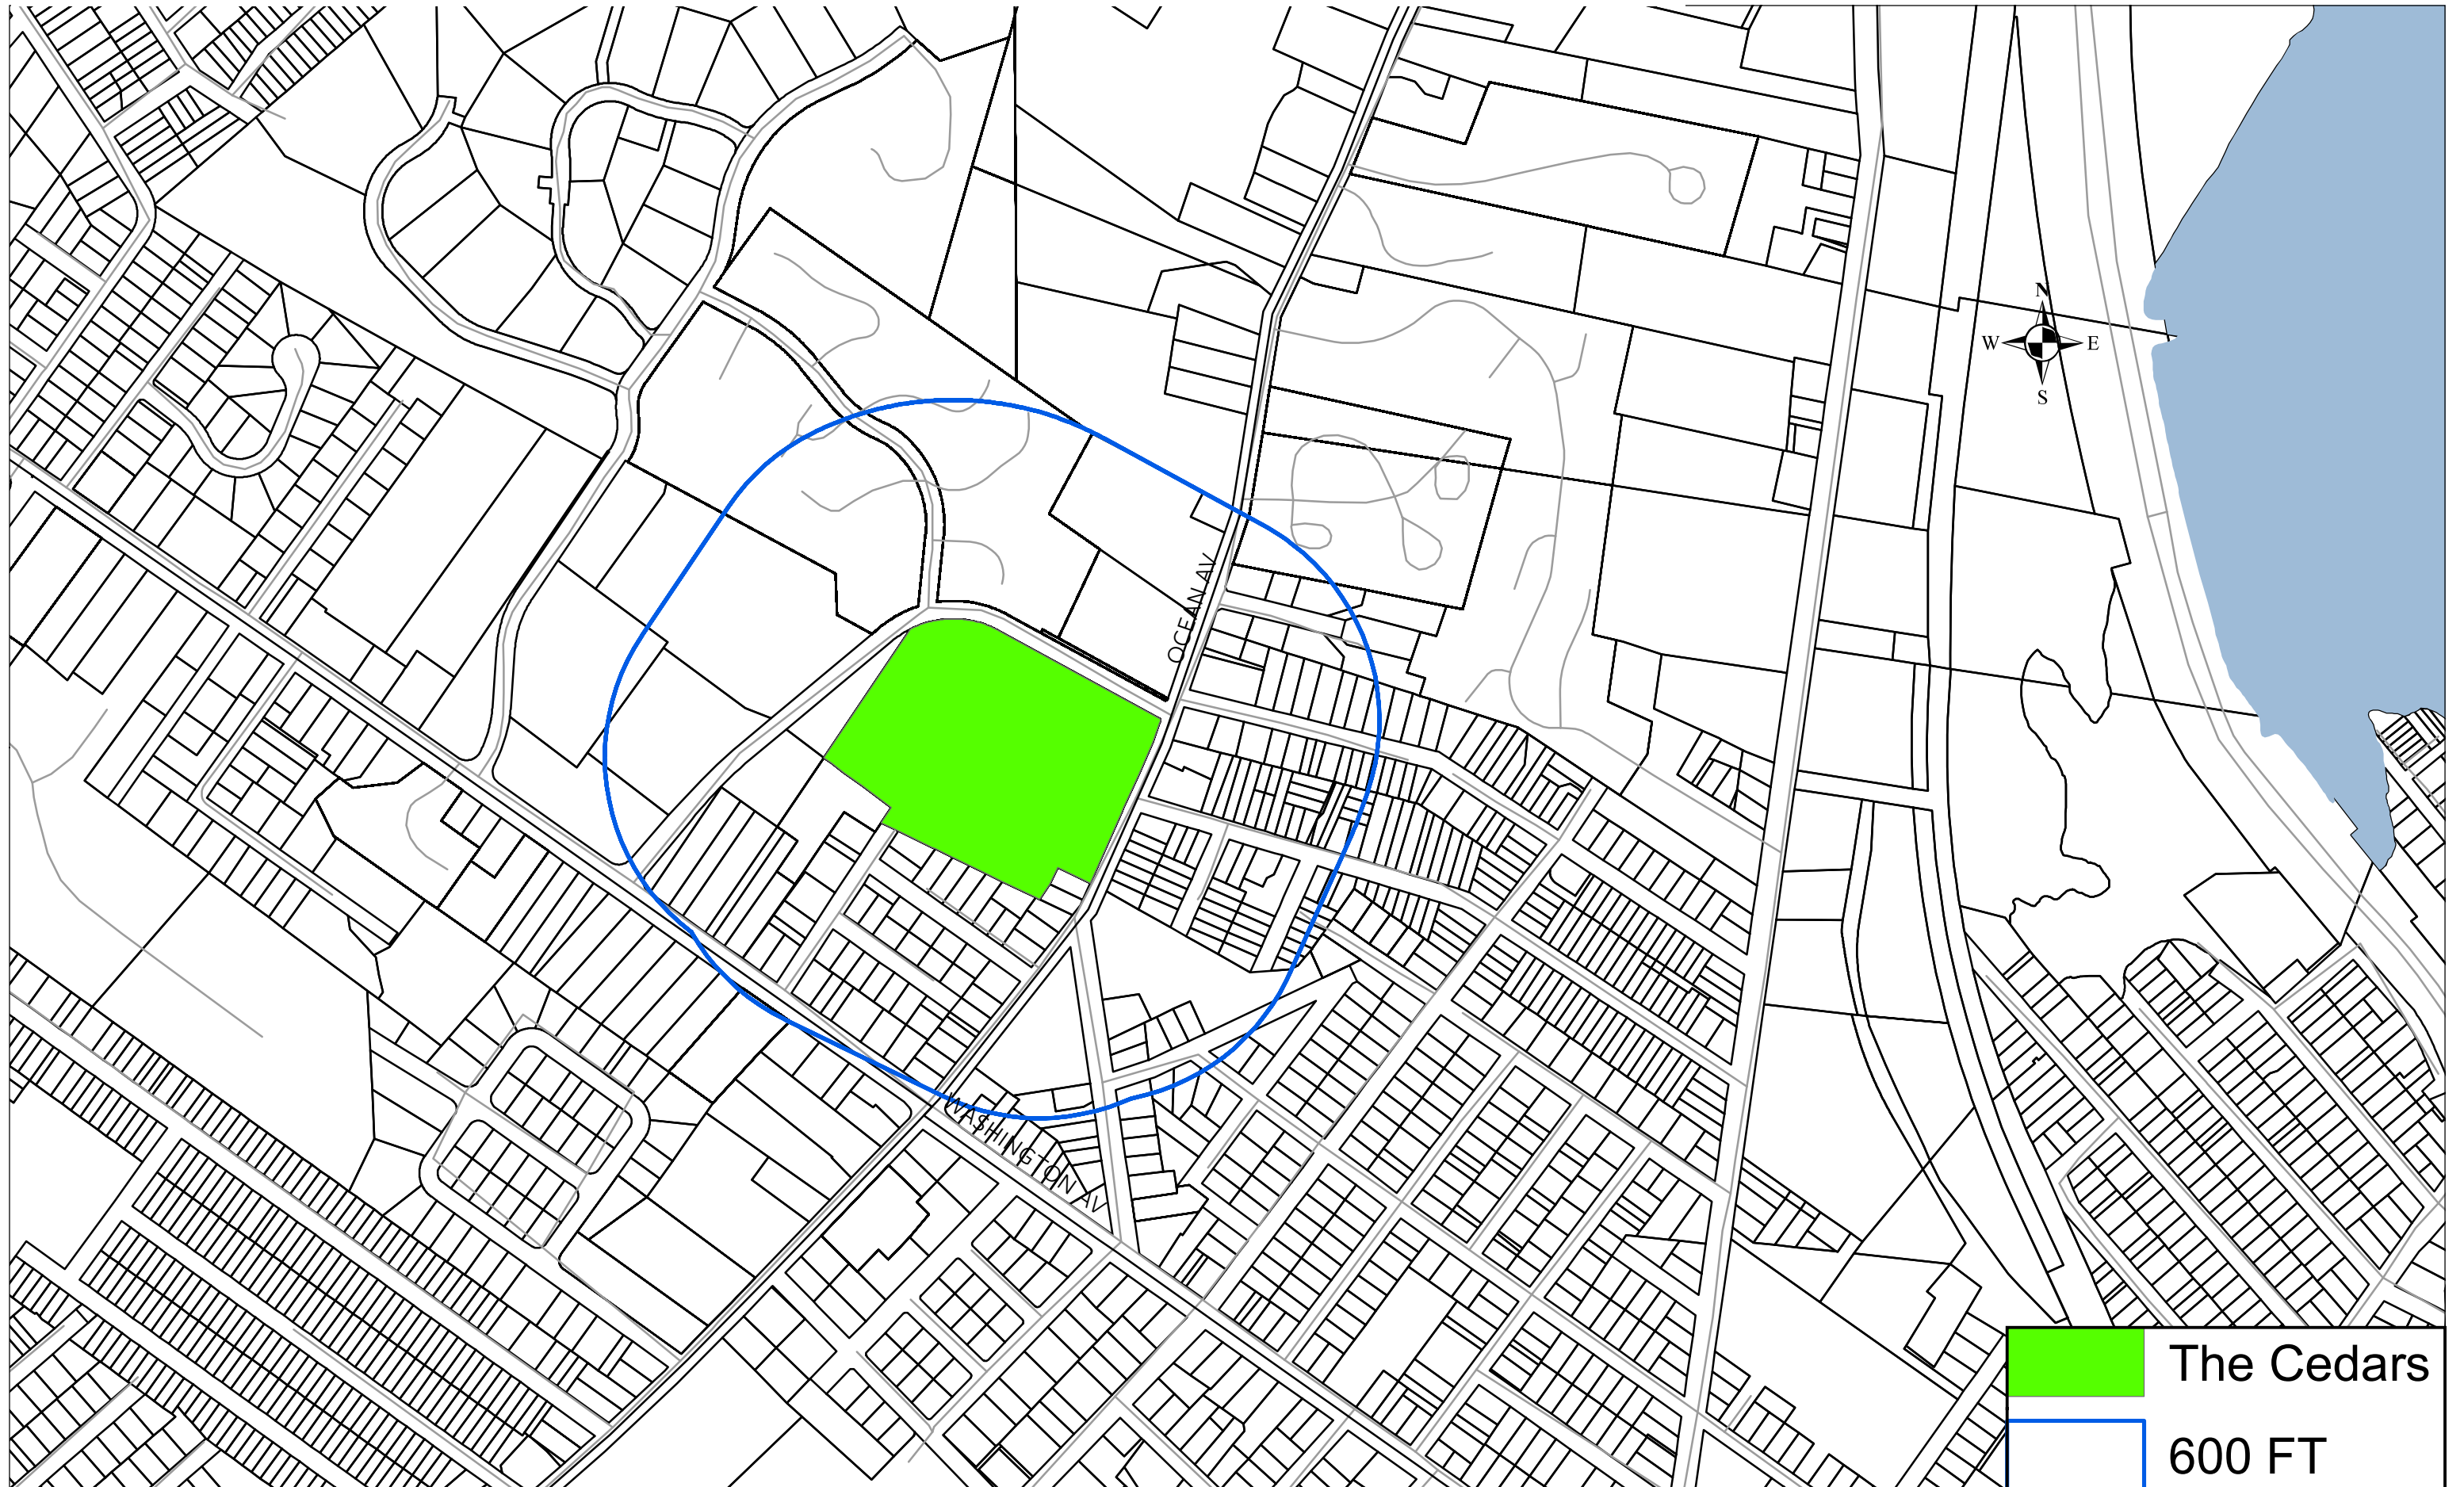 N
W E
S
OCEAN AV
WASHINGTON AV
The Cedars
600 FT